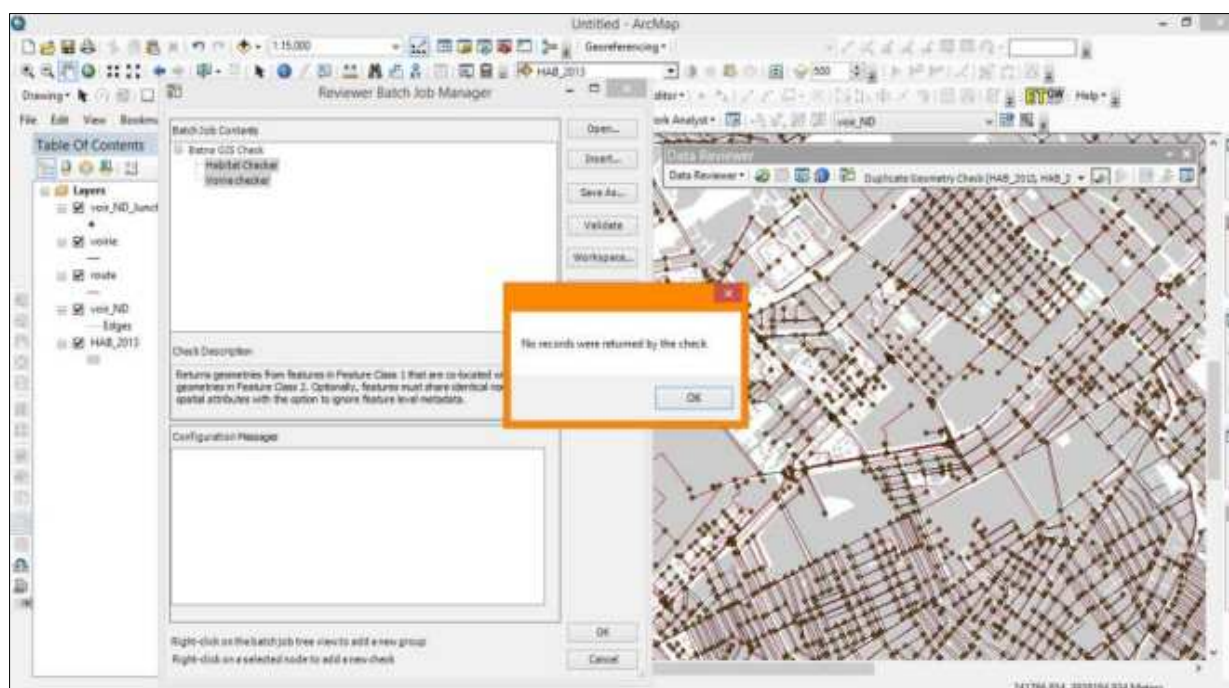 Untitled - ArcMap
1:15,000
Georeferencing
HAB_2013
500
Drawing
Reviewer Batch Job Manager
Help
File Edit View Bookm
voir_ND
Table Of Contents
Layers
voir_ND_Junct
voirie
route
voir_ND
Edges
HAB_2013
Batch Job Contents
Batna GIS Check
Habitat Checker
Voirie checker
Open...
Insert...
Save As...
Validate
Workspace...
Data Reviewer
Data Reviewer
Duplicate Geometry Check [HAB_2013, HAB_2
No records were returned by the check.
OK
Check Description
Returns geometries from features in Feature Class 1 that are co-located
geometries in Feature Class 2. Optionally, features must share identical
spatial attributes with the option to ignore feature level metadata.
Configuration Messages
Right-click on the batch job tree view to add a new group
Right-click on a selected node to add a new check
OK
Cancel